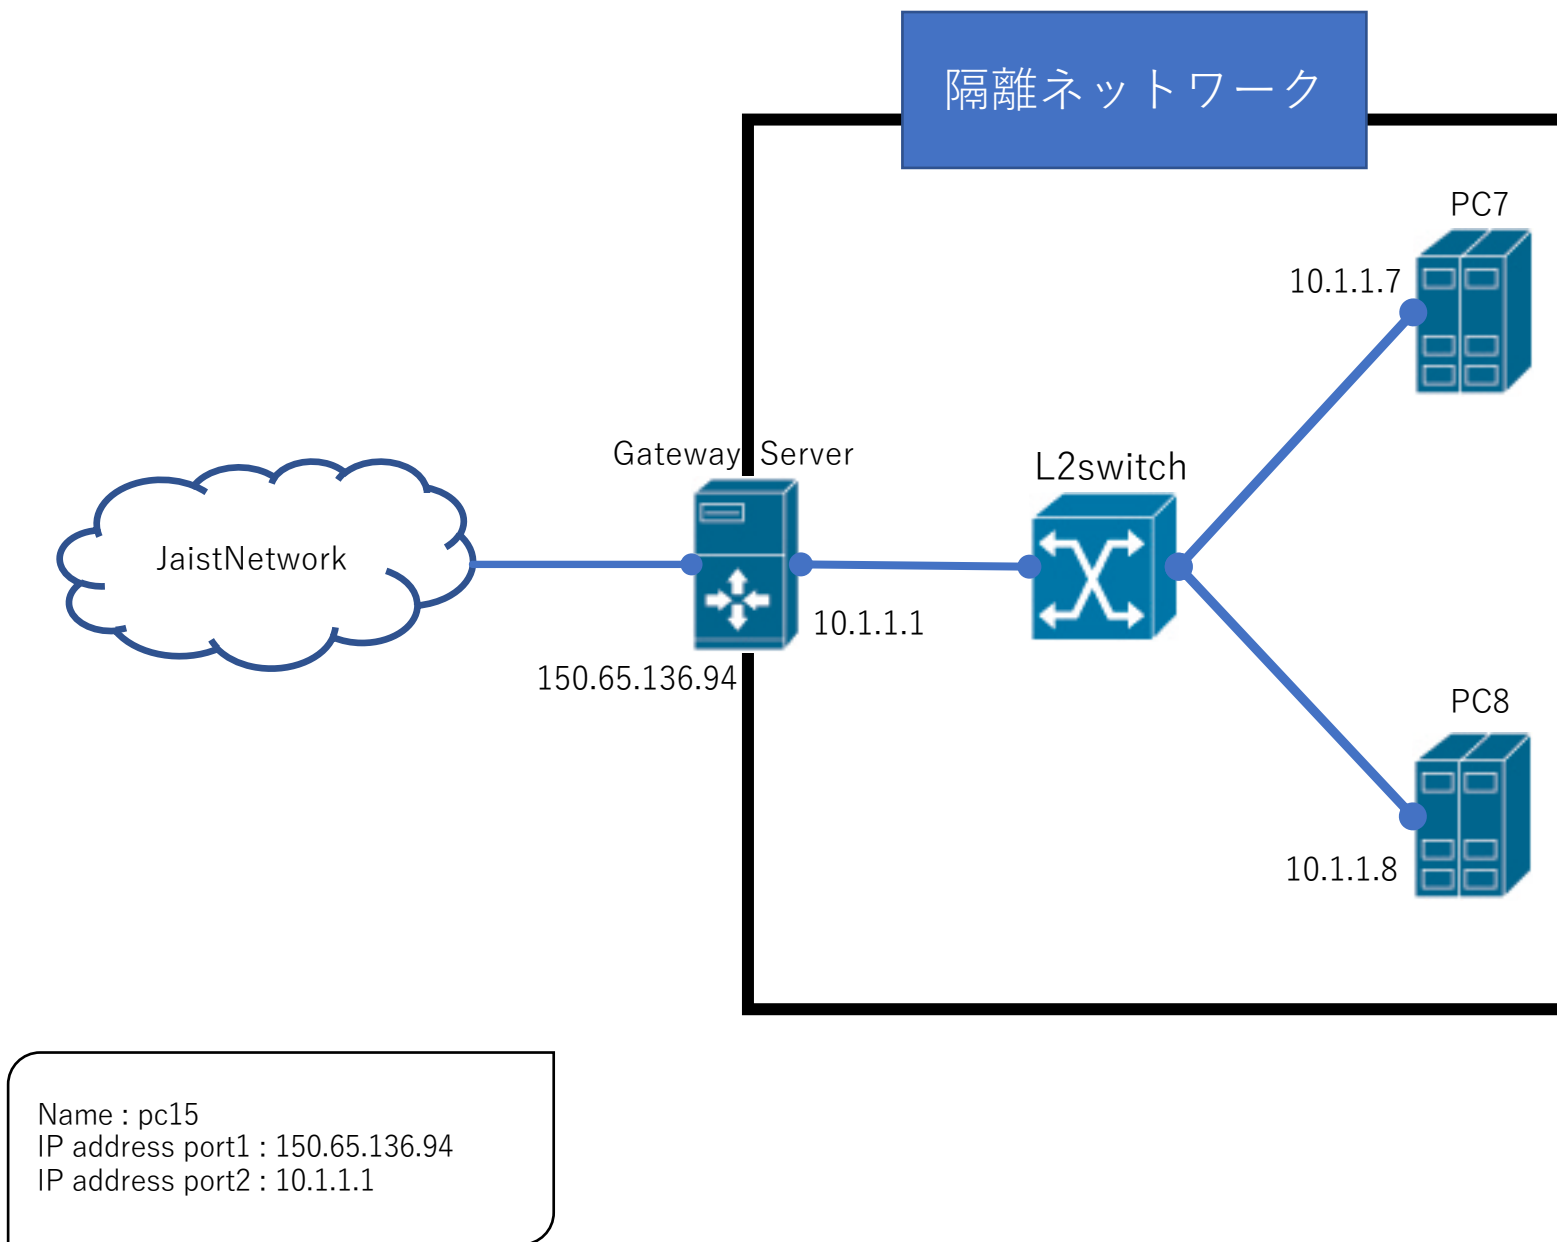 隔離ネットワーク
PC7
10.1.1.7
Gateway Server
L2switch
JaistNetwork
10.1.1.1
150.65.136.94
PC8
10.1.1.8
Name : pc15
IP address port1 : 150.65.136.94
IP address port2 : 10.1.1.1